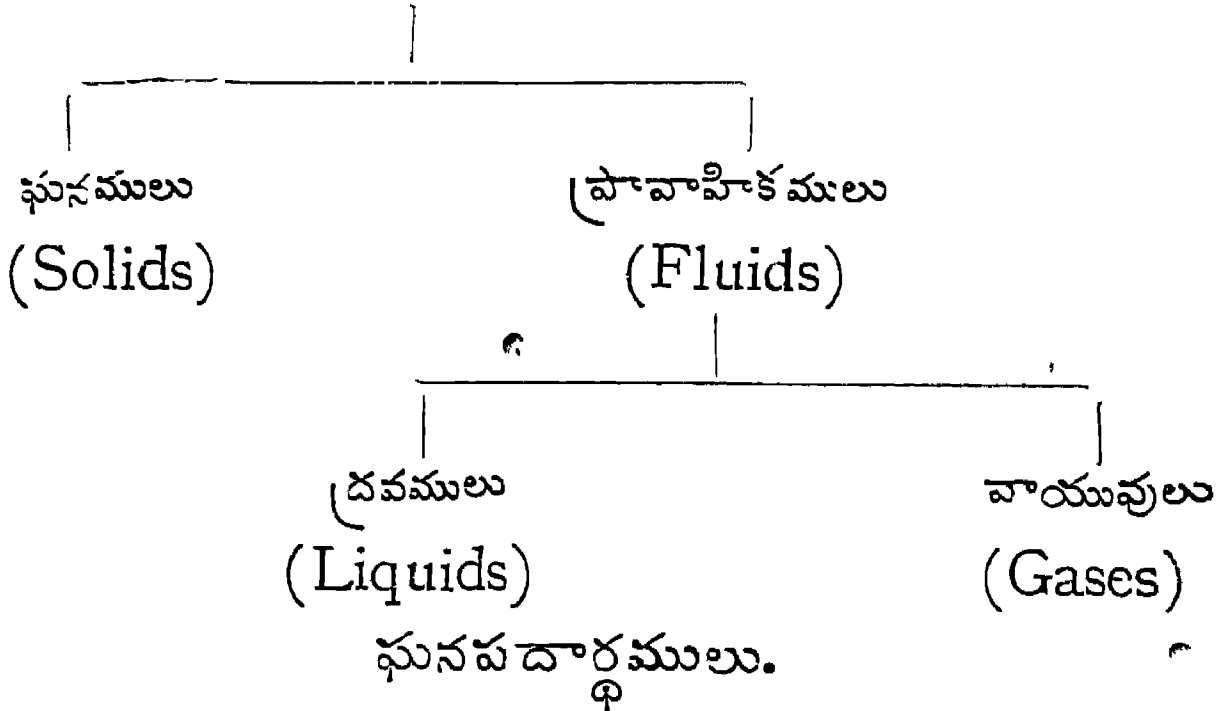 ఘనములు ప్రావాహికములు
(Solids) (Fluids)
ద్రవములు వాయువులు
(Liquids) (Gases)
ఘనపదార్థములు.